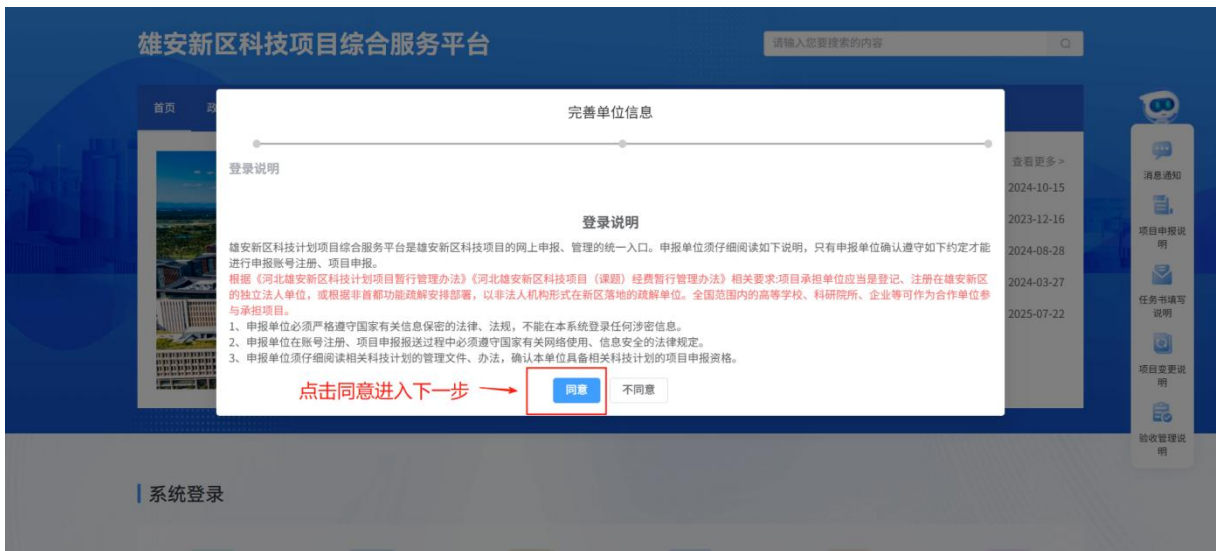 雄安新区科技项目综合服务平台
请输入您要搜索的内容
首页
完善单位信息
登录说明
查看更多 >
2024-10-15
2023-12-16
2024-08-28
2024-03-27
2025-07-22
登录说明
雄安新区科技计划项目综合服务平台是雄安新区科技项目的网上申报、管理的统一入口。申报单位须仔细阅读如下说明，只有申报单位确认遵守如下约定才能
进行申报账号注册、项目申报。
根据《河北雄安新区科技计划项目暂行管理办法》《河北雄安新区科技项目（课题）经费暂行管理办法》相关要求:项目承担单位应当是登记、注册在雄安新区
的独立法人单位，或根据非首都功能疏解安排部署，以非法人机构形式在新区落地的疏解单位。全国范围内的高等学校、科研院所、企业等可作为合作单位参
与承担项目。
1、申报单位必须严格遵守国家有关信息保密的法律、法规，不能在本系统登录任何涉密信息。
2、申报单位在账号注册、项目申报报送过程中必须遵守国家有关网络使用、信息安全的法律规定。
3、申报单位须仔细阅读相关科技计划的管理文件、办法，确认本单位具备相关科技计划的项目申报资格。
点击同意进入下一步
同意
不同意
消息通知
项目申报说
明
任务书填写
说明
项目变更说
明
验收管理说
明
系统登录